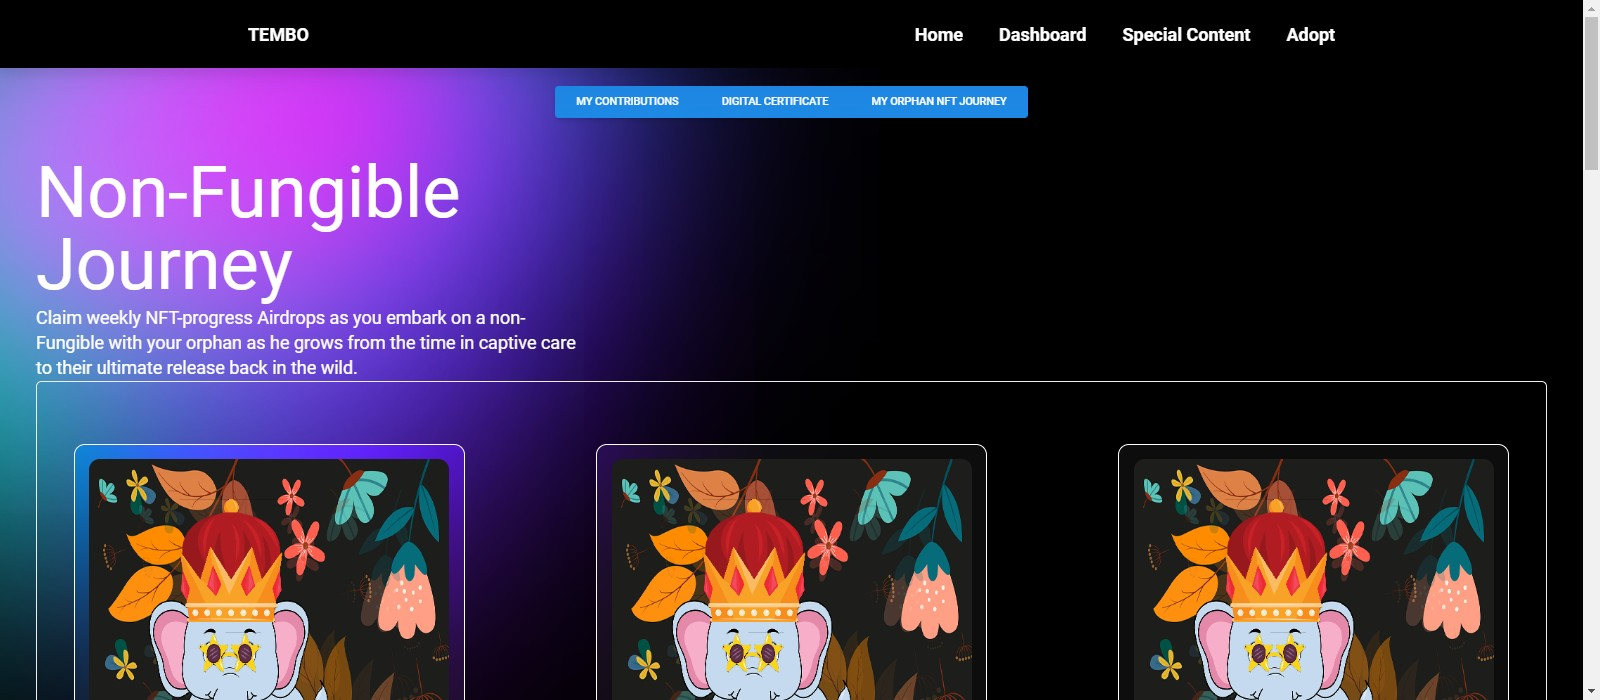 TEMBO
Home Dashboard Special Content Adopt
MY CONTRIBUTIONS DIGITAL CERTIFICATE MY ORPHAN NFT JOURNEY
Non-Fungible
Journey
Claim weekly NFT-progress Airdrops as you embark on a non-
Fungible with your orphan as he grows from the time in captive care
to their ultimate release back in the wild.